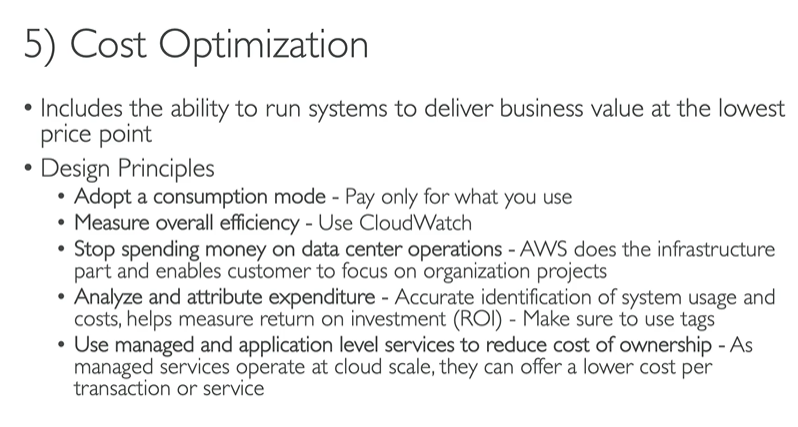 5) Cost Optimization
• Includes the ability to run systems to deliver business value at the lowest
price point
• Design Principles
• Adopt a consumption mode - Pay only for what you use
• Measure overall efficiency - Use CloudWatch
• Stop spending money on data center operations - AWS does the infrastructure
part and enables customer to focus on organization projects
• Analyze and attribute expenditure - Accurate identification of system usage and
costs, helps measure return on investment (ROI) - Make sure to use tags
• Use managed and application level services to reduce cost of ownership - As
managed services operate at cloud scale, they can offer a lower cost per
transaction or service